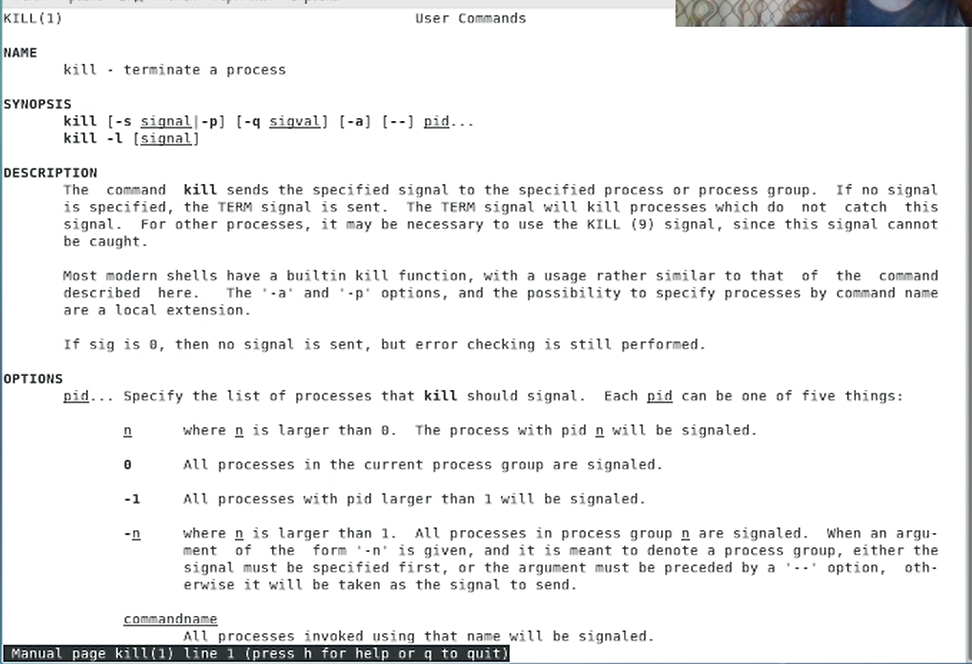 KILL(1) User Commands
NAME
kill - terminate a process
SYNOPSIS
kill [-s signal|-p] [-q sigval] [-a] [--] pid...
kill -l [signal]
DESCRIPTION
The command kill sends the specified signal to the specified process or process group. If no signal
is specified, the TERM signal is sent. The TERM signal will kill processes which do not catch this
signal. For other processes, it may be necessary to use the KILL (9) signal, since this signal cannot
be caught.
Most modern shells have a builtin kill function, with a usage rather similar to that of the command
described here. The '-a' and '-p' options, and the possibility to specify processes by command name
are a local extension.
If sig is 0, then no signal is sent, but error checking is still performed.
OPTIONS
pid... Specify the list of processes that kill should signal. Each pid can be one of five things:
n where n is larger than 0. The process with pid n will be signaled.
0 All processes in the current process group are signaled.
-1 All processes with pid larger than 1 will be signaled.
-n where n is larger than 1. All processes in process group n are signaled. When an argu-
ment of the form '-n' is given, and it is meant to denote a process group, either the
signal must be specified first, or the argument must be preceded by a '--' option, oth-
erwise it will be taken as the signal to send.
commandname
All processes invoked using that name will be signaled.
Manual page kill(1) line 1 (press h for help or q to quit)